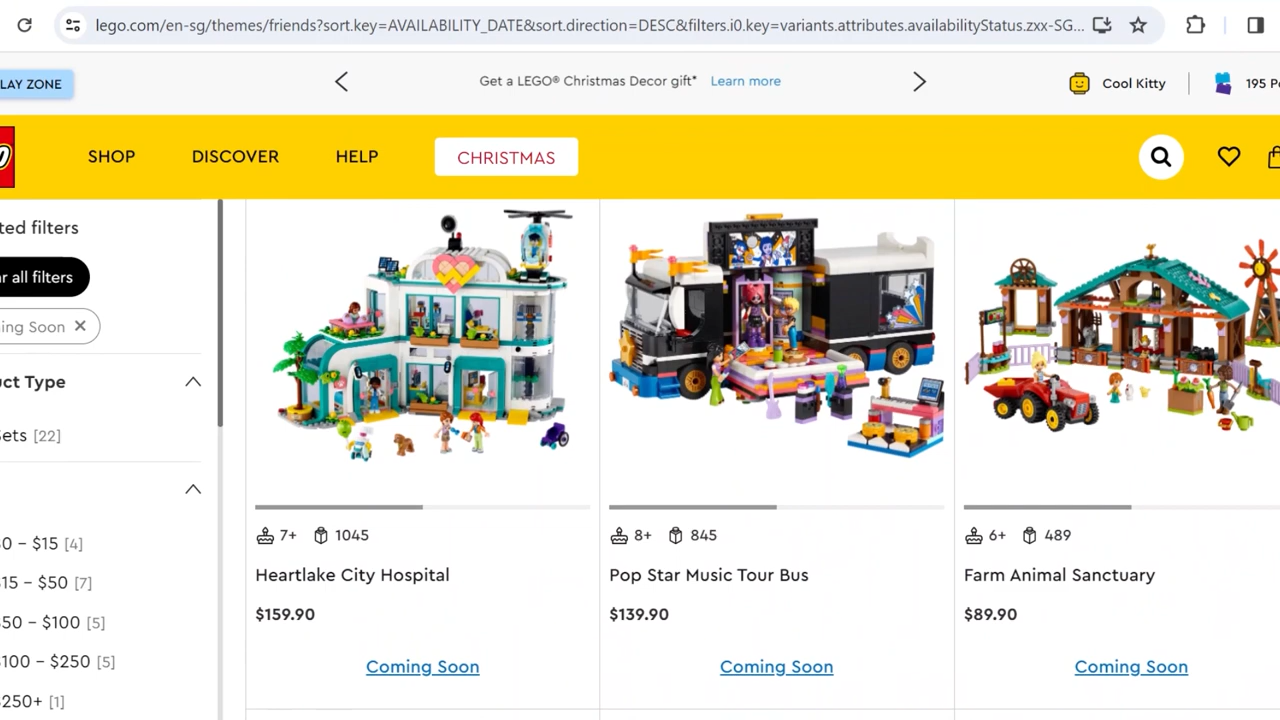 lego.com/en-sg/themes/friends?sort.key=AVAILABILITY_DATE&sort.direction=DESC&filters.i0.key=variants.attributes.availabilityStatus.zxx-SG...
LAY ZONE
Get a LEGO® Christmas Decor gift* Learn more
Cool Kitty
195 Po
SHOP
DISCOVER
HELP
CHRISTMAS
ted filters
ar all filters
ing Soon
uct Type
Sets [22]
$0 – $15 [4]
$15 – $50 [7]
$50 – $100 [5]
$100 – $250 [5]
$250+ [1]
7+ 1045
Heartlake City Hospital
$159.90
Coming Soon
8+ 845
Pop Star Music Tour Bus
$139.90
Coming Soon
6+ 489
Farm Animal Sanctuary
$89.90
Coming Soon